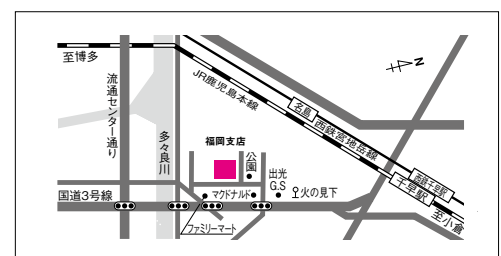 至博多
N
流通センター通り
多々良川
JR鹿児島本線
名島
西鉄宮地岳線
福岡支店
公園
出光
G.S
西鉄千早駅
千早駅
マクドナルド
火の見下
国道3号線
至小倉
ファミリーマート